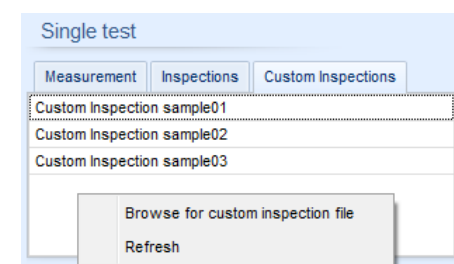 Single test
Measurement Inspections Custom Inspections
Custom Inspection sample01
Custom Inspection sample02
Custom Inspection sample03
Browse for custom inspection file
Refresh